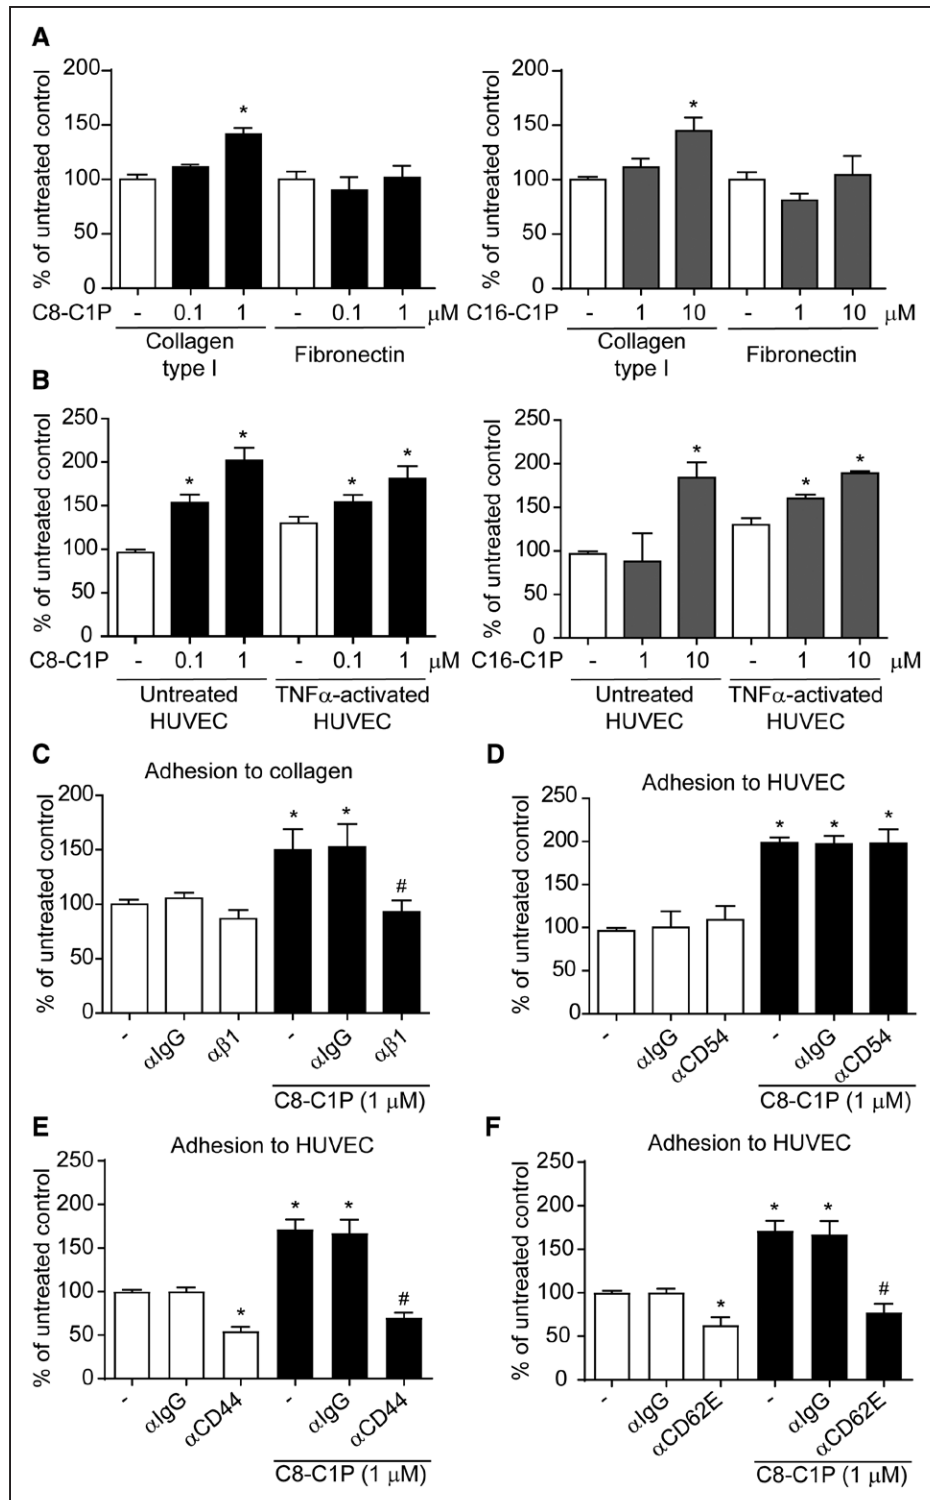 A
% of untreated control
200
150
100
50
0
*
C8-C1P - 0.1 1 - 0.1 1 μM
Collagen type I
Fibronectin
% of untreated control
200
150
100
50
0
*
C16-C1P - 1 10 - 1 10 μM
Collagen type I
Fibronectin
B
% of untreated control
250
200
150
100
50
0
* * * *
C8-C1P - 0.1 1 - 0.1 1 μM
Untreated HUVEC
TNFα-activated HUVEC
% of untreated control
250
200
150
100
50
0
* * *
C16-C1P - 1 10 - 1 10 μM
Untreated HUVEC
TNFα-activated HUVEC
C
Adhesion to collagen
% of untreated control
200
150
100
50
0
* * #
- αIgG αβ1 - αIgG αβ1
C8-C1P (1 μM)
D
Adhesion to HUVEC
% of untreated control
250
200
150
100
50
0
* * *
- αIgG αCD54 - αIgG αCD54
C8-C1P (1 μM)
E
Adhesion to HUVEC
% of untreated control
250
200
150
100
50
0
* * * #
- αIgG αCD44 - αIgG αCD44
C8-C1P (1 μM)
F
Adhesion to HUVEC
% of untreated control
250
200
150
100
50
0
* * * #
- αIgG αCD62E - αIgG αCD62E
C8-C1P (1 μM)